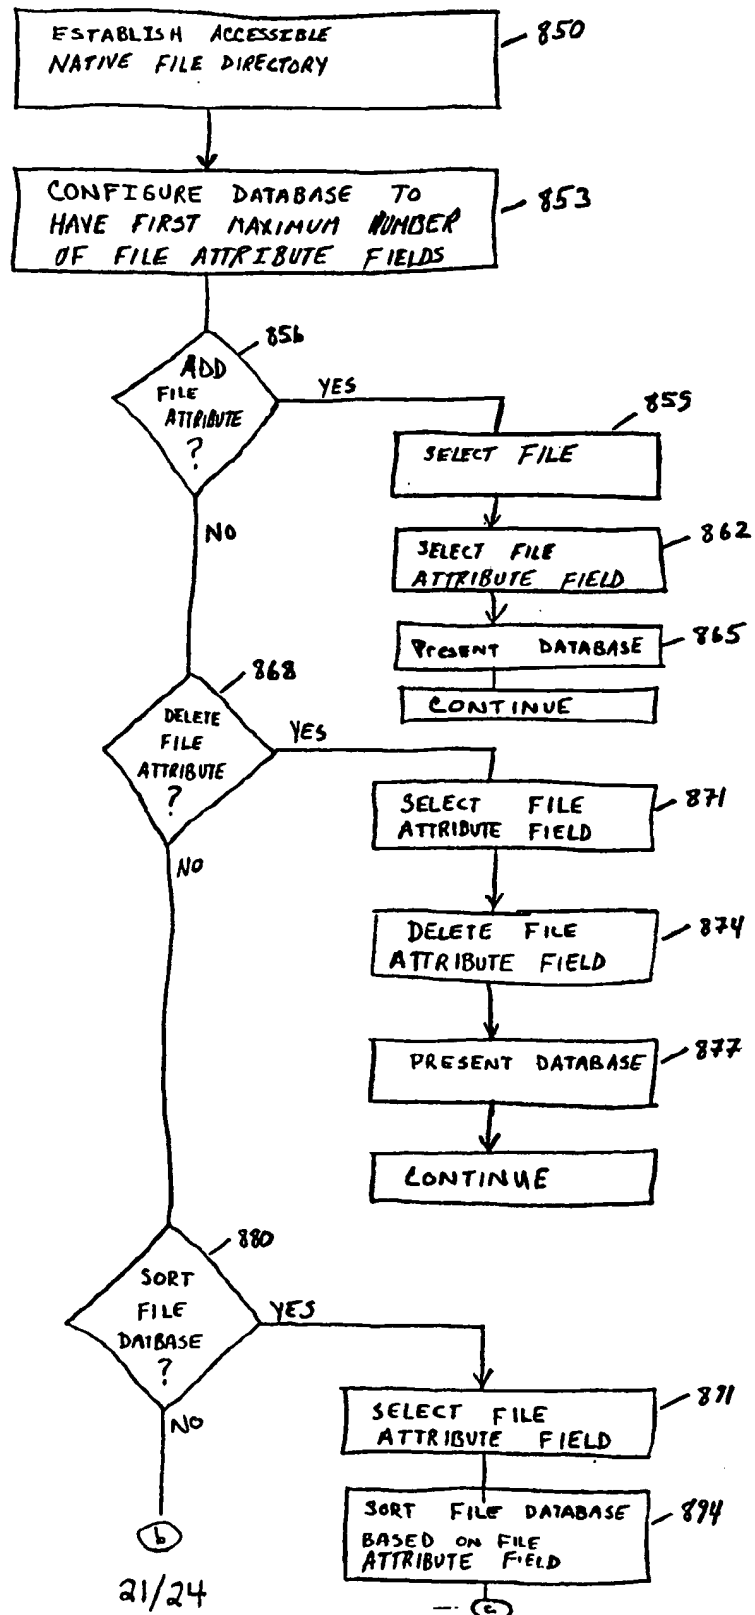 ESTABLISH ACCESSIBLE
NATIVE FILE DIRECTORY
850
CONFIGURE DATABASE TO
HAVE FIRST MAXIMUM NUMBER
OF FILE ATTRIBUTE FIELDS
853
856
ADD
FILE
ATTRIBUTE
?
YES
NO
859
SELECT FILE
SELECT FILE
ATTRIBUTE FIELD
862
PRESENT DATABASE
865
CONTINUE
868
DELETE
FILE
ATTRIBUTE
?
YES
NO
SELECT FILE
ATTRIBUTE FIELD
871
DELETE FILE
ATTRIBUTE FIELD
874
PRESENT DATABASE
877
CONTINUE
880
SORT
FILE
DATBASE
?
YES
NO
SELECT FILE
ATTRIBUTE FIELD
891
SORT FILE DATABASE
BASED ON FILE
ATTRIBUTE FIELD
894
b
21/24